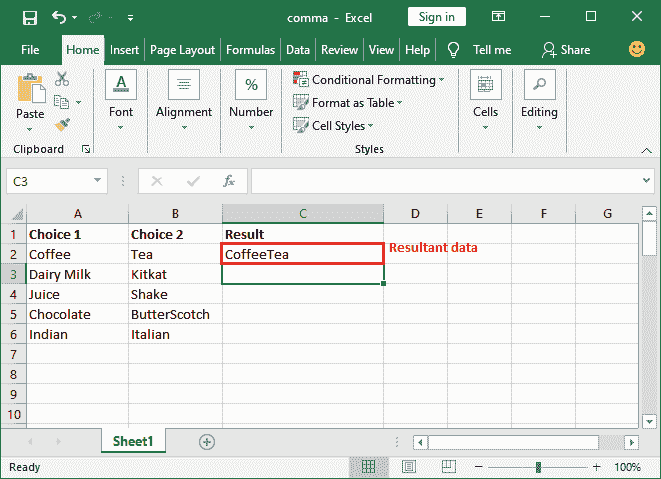 comma - Excel
Sign in
File Home Insert Page Layout Formulas Data Review View Help Tell me Share
Paste
Clipboard
Font
Alignment
%
Number
Conditional Formatting
Format as Table
Cell Styles
Styles
Cells
Editing
C3
fx
A B C D E F G
1 Choice 1 Choice 2 Result
2 Coffee Tea CoffeeTea Resultant data
3 Dairy Milk Kitkat
4 Juice Shake
5 Chocolate ButterScotch
6 Indian Italian
7
8
9
10
Sheet1
Ready
100%